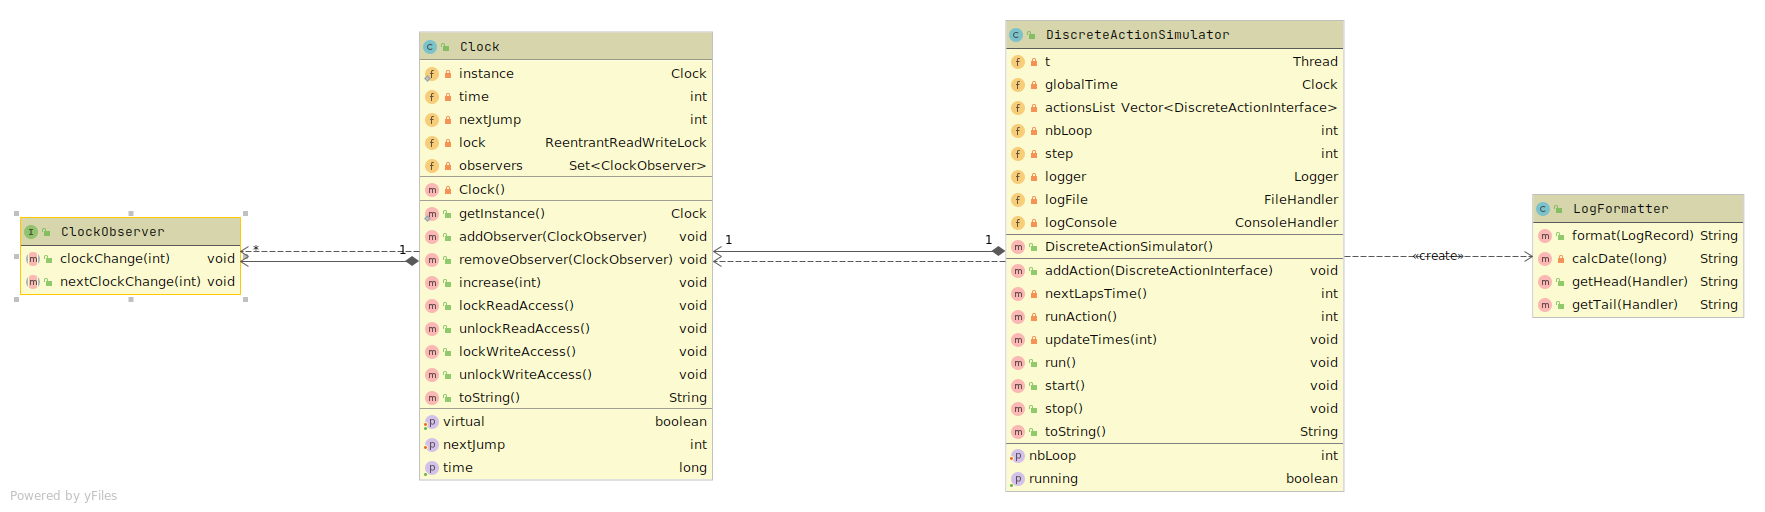 ClockObserver
clockChange(int) void
nextClockChange(int) void
* 1
Clock
instance Clock
time int
nextJump int
lock ReentrantReadWriteLock
observers Set<ClockObserver>
Clock()
getInstance() Clock
addObserver(ClockObserver) void
removeObserver(ClockObserver) void
increase(int) void
lockReadAccess() void
unlockReadAccess() void
lockWriteAccess() void
unlockWriteAccess() void
toString() String
virtual boolean
nextJump int
time long
1 1
DiscreteActionSimulator
t Thread
globalTime Clock
actionsList Vector<DiscreteActionInterface>
nbLoop int
step int
logger Logger
logFile FileHandler
logConsole ConsoleHandler
DiscreteActionSimulator()
addAction(DiscreteActionInterface) void
nextLapsTime() int
runAction() int
updateTimes(int) void
run() void
start() void
stop() void
toString() String
nbLoop int
running boolean
«create»
LogFormatter
format(LogRecord) String
calcDate(long) String
getHead(Handler) String
getTail(Handler) String
Powered by yFiles